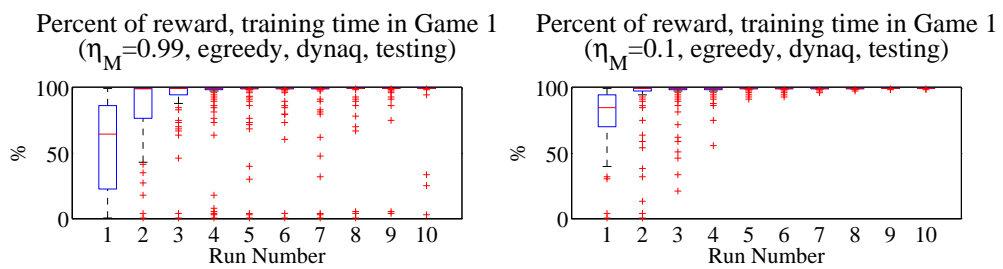 Percent of reward, training time in Game 1
(η_M=0.99, egreedy, dynaq, testing)
100
50
0
%
1 2 3 4 5 6 7 8 9 10
Run Number
Percent of reward, training time in Game 1
(η_M=0.1, egreedy, dynaq, testing)
100
50
0
%
1 2 3 4 5 6 7 8 9 10
Run Number